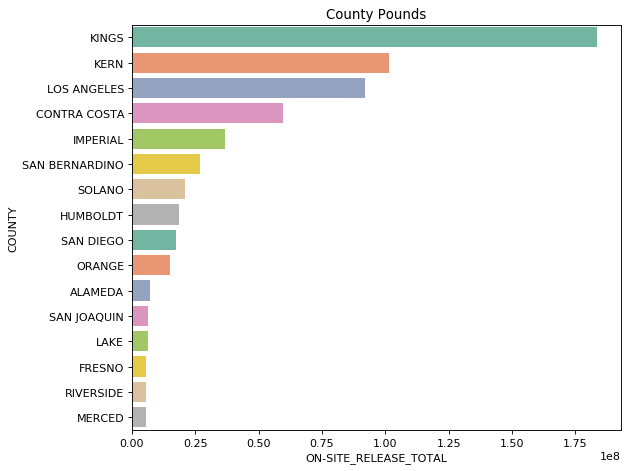 County Pounds
KINGS
KERN
LOS ANGELES
CONTRA COSTA
IMPERIAL
SAN BERNARDINO
SOLANO
HUMBOLDT
SAN DIEGO
ORANGE
ALAMEDA
SAN JOAQUIN
LAKE
FRESNO
RIVERSIDE
MERCED
COUNTY
0.00 0.25 0.50 0.75 1.00 1.25 1.50 1.75
1e8
ON-SITE_RELEASE_TOTAL